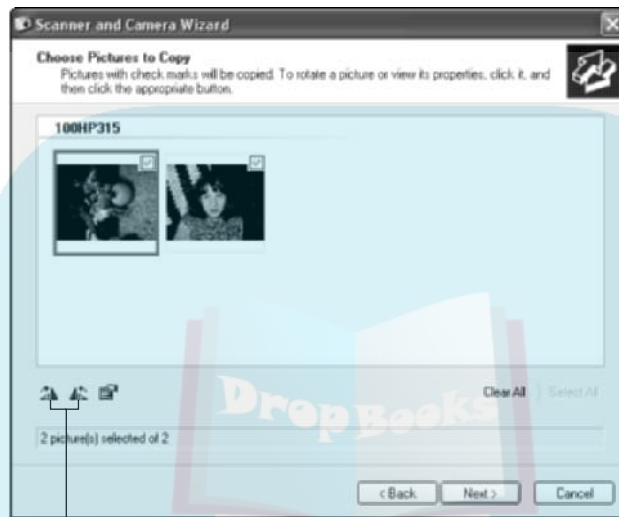 Scanner and Camera Wizard
Choose Pictures to Copy
Pictures with check marks will be copied. To rotate a picture or view its properties, click it, and
then click the appropriate button.
100HP315
Clear All
Select All
DropBooks
2 picture(s) selected of 2
< Back
Next >
Cancel